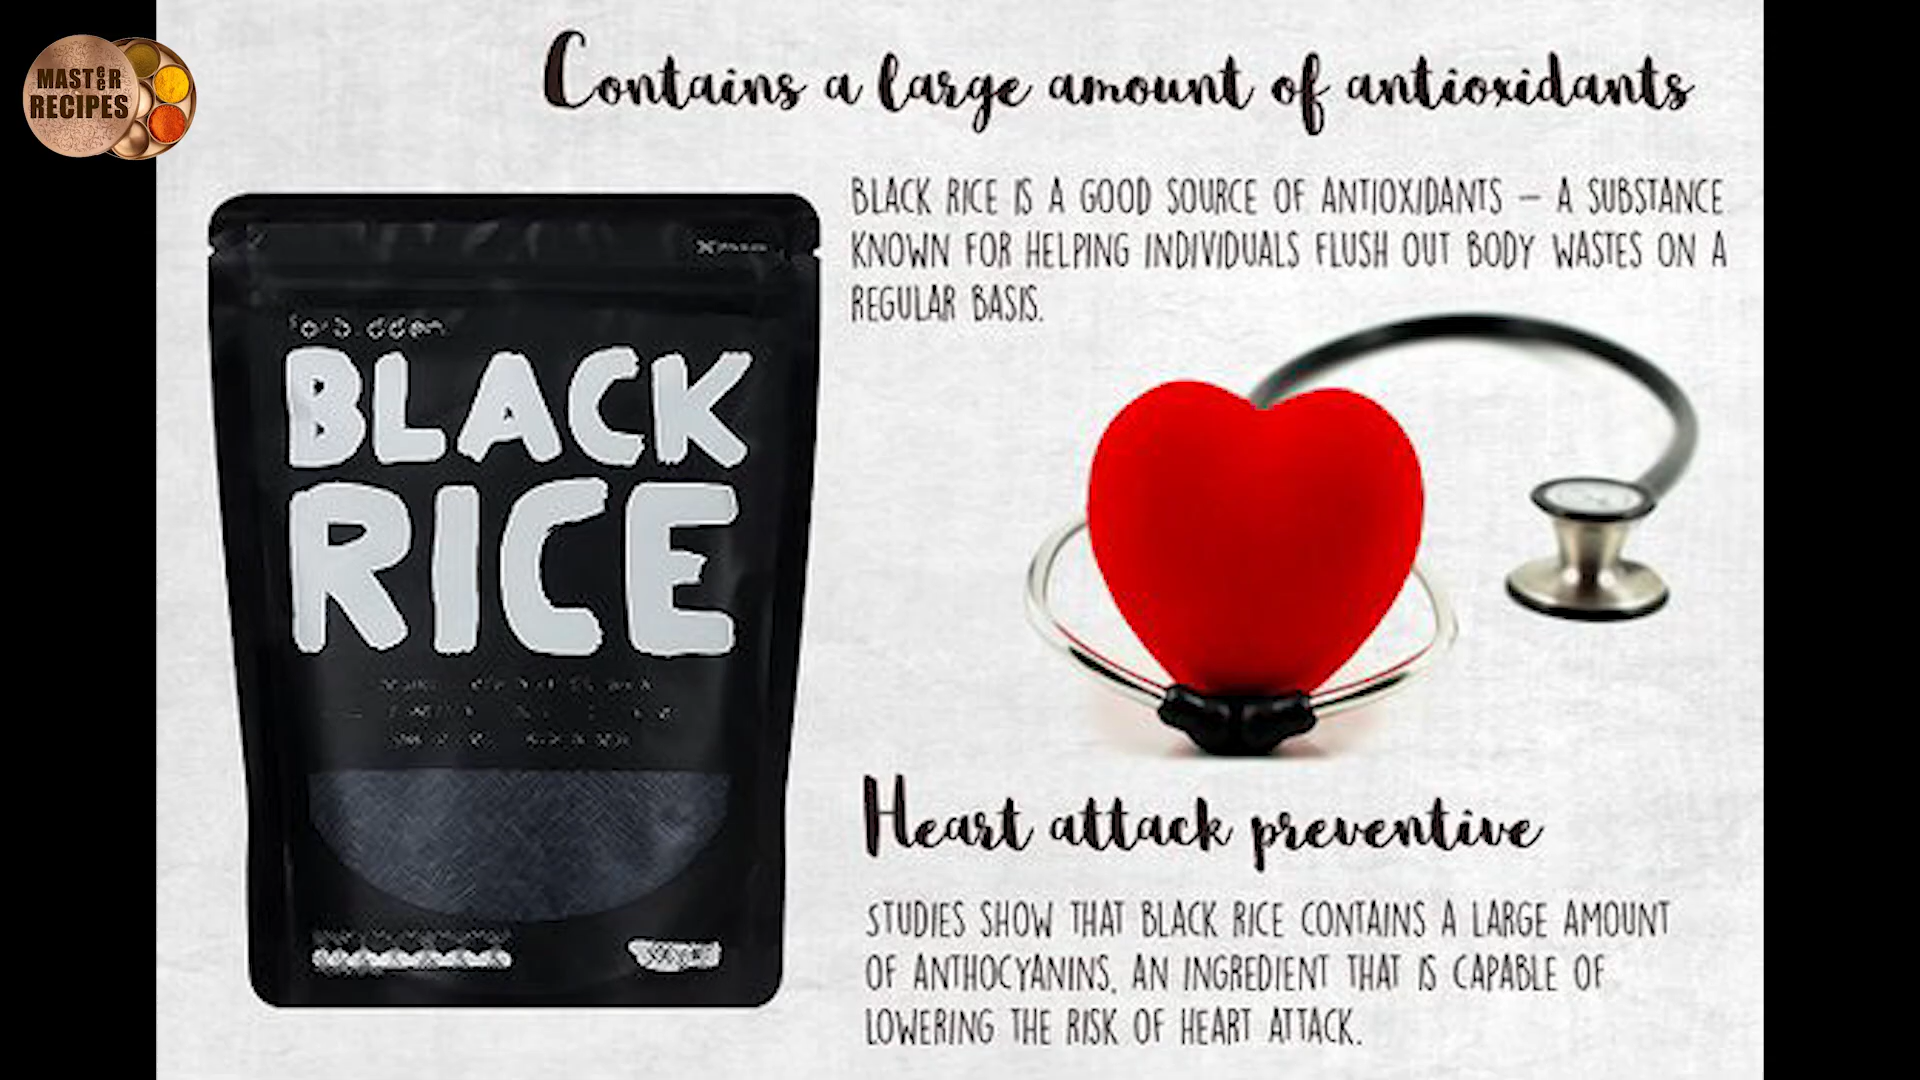 MASTER
RECIPES
Contains a large amount of antioxidants
BLACK RICE IS A GOOD SOURCE OF ANTIOXIDANTS – A SUBSTANCE
KNOWN FOR HELPING INDIVIDUALS FLUSH OUT BODY WASTES ON A
REGULAR BASIS.
BLACK
RICE
Heart attack preventive
STUDIES SHOW THAT BLACK RICE CONTAINS A LARGE AMOUNT
OF ANTHOCYANINS, AN INGREDIENT THAT IS CAPABLE OF
LOWERING THE RISK OF HEART ATTACK.